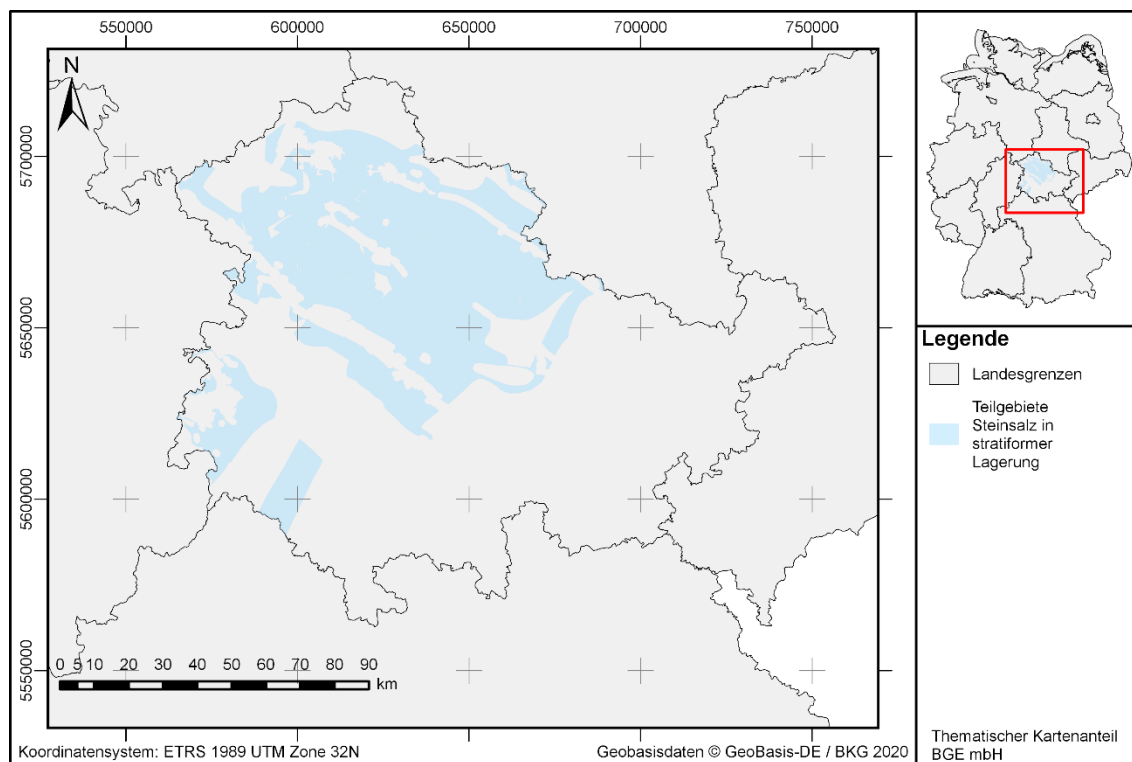 550000
600000
650000
700000
750000
N
5700000
5650000
5600000
5550000
0 5 10 20 30 40 50 60 70 80 90
km
Koordinatensystem: ETRS 1989 UTM Zone 32N
Geobasisdaten © GeoBasis-DE / BKG 2020
Legende
Landesgrenzen
Teilgebiete
Steinsalz in
stratiformer
Lagerung
Thematischer Kartenanteil
BGE mbH